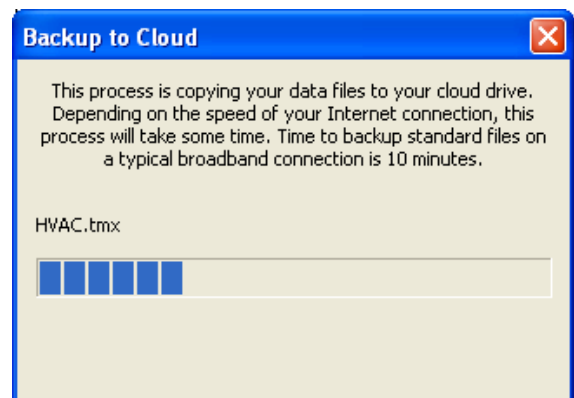 Backup to Cloud
This process is copying your data files to your cloud drive.
Depending on the speed of your Internet connection, this
process will take some time. Time to backup standard files on
a typical broadband connection is 10 minutes.
HVAC.tmx